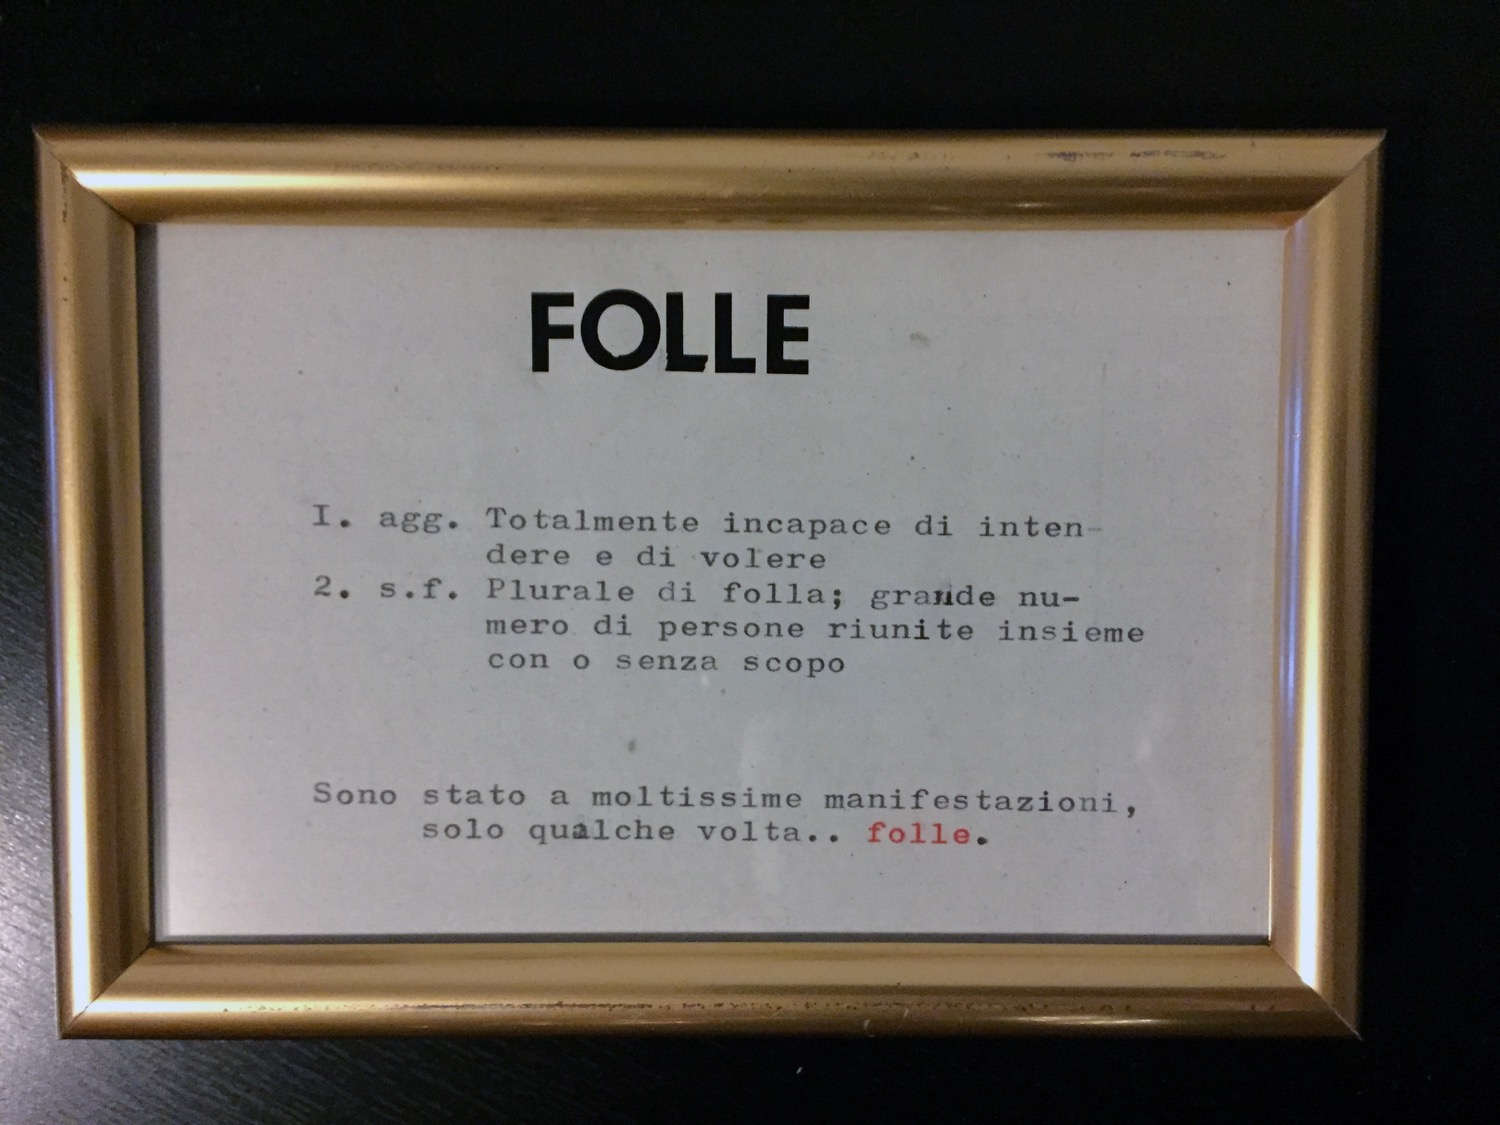 FOLLE
I. agg. Totalmente incapace di inten-
dere e di volere
2. s.f. Plurale di folla; grande nu-
mero di persone riunite insieme
con o senza scopo
Sono stato a moltissime manifestazioni,
solo qualche volta.. folle.